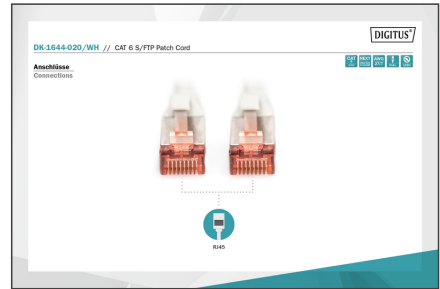 DIGITUS®
DK-1644-020/WH // CAT 6 S/FTP Patch Cord
Anschlüsse
Connections
RJ45